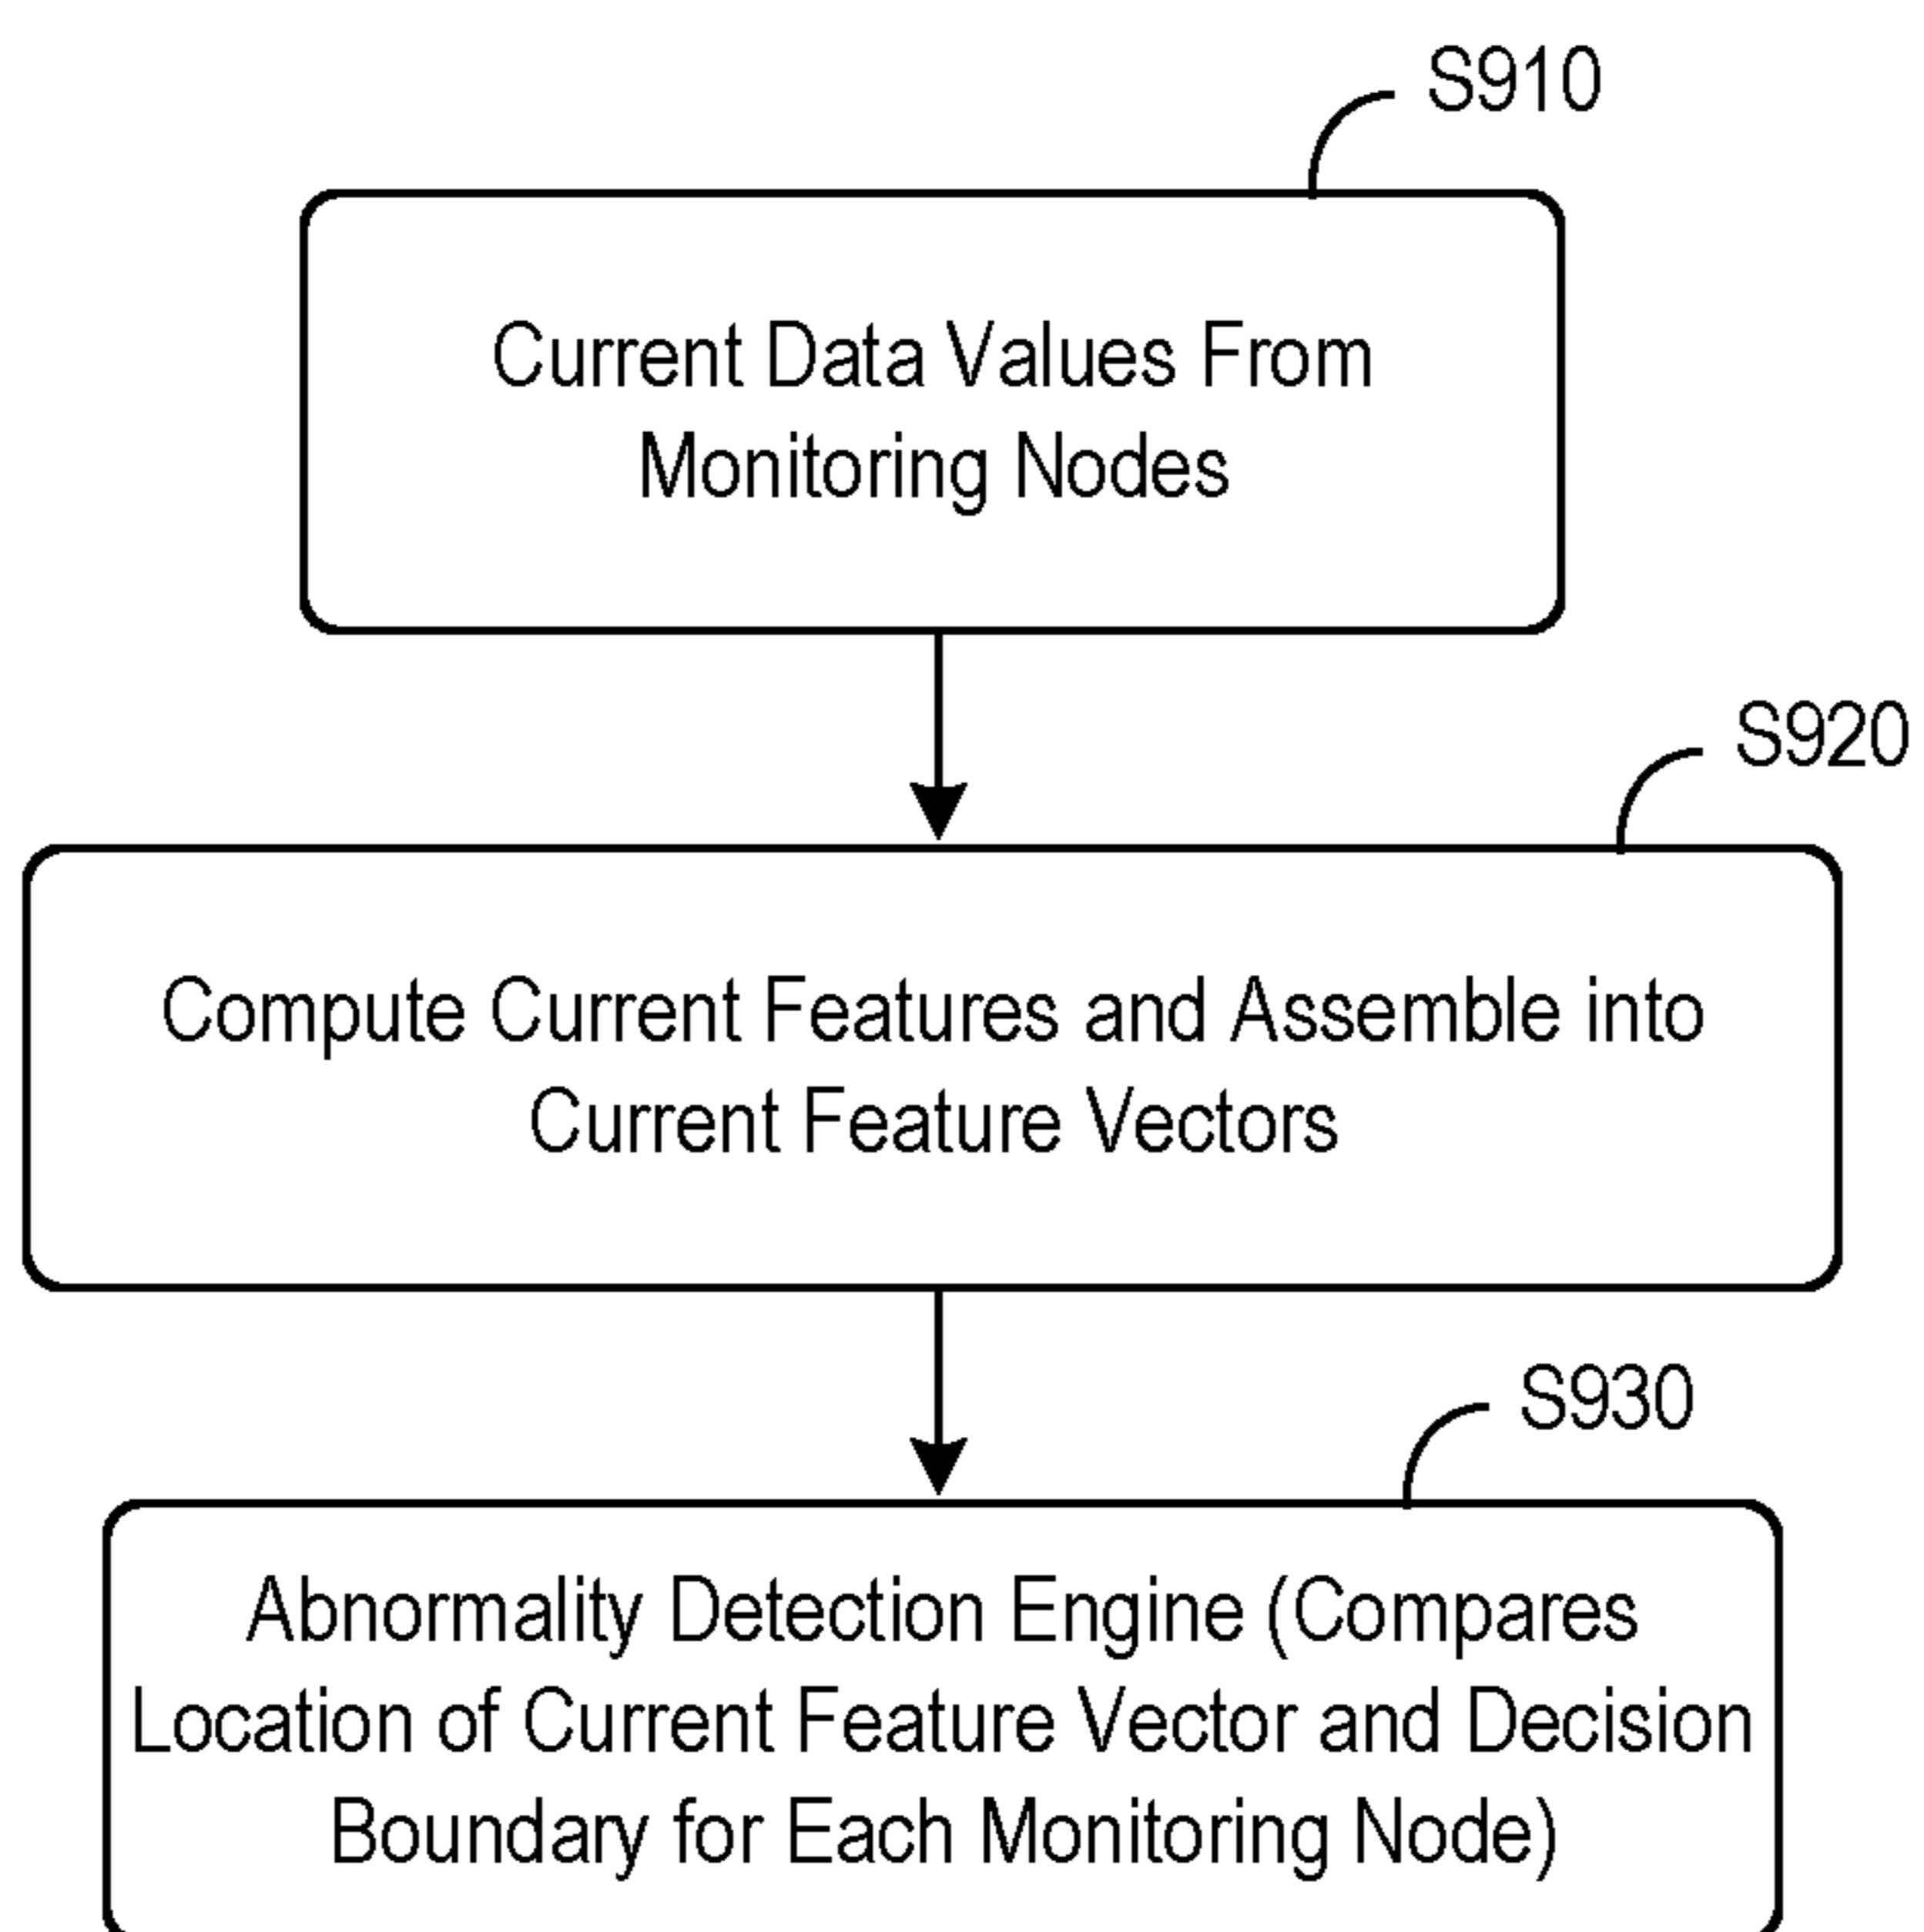 S910
Current Data Values From
Monitoring Nodes
S920
Compute Current Features and Assemble into
Current Feature Vectors
S930
Abnormality Detection Engine (Compares
Location of Current Feature Vector and Decision
Boundary for Each Monitoring Node)